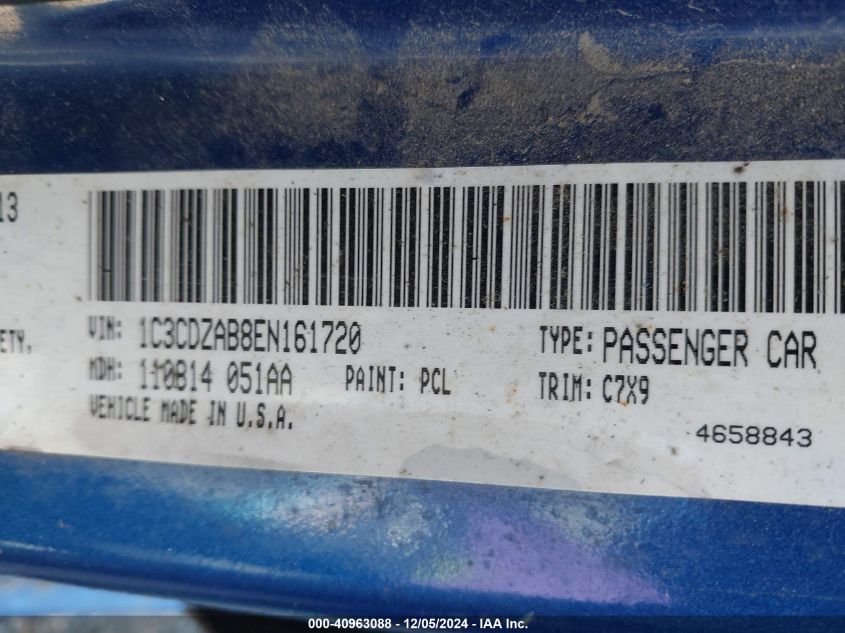 13
ETY.
VIN: 1C3CDZAB8EN161720
TYPE: PASSENGER CAR
MDH: 110814 051AA
PAINT: PCL
TRIM: C7X9
VEHICLE MADE IN U.S.A.
4658843
000-40963088 - 12/05/2024 - IAA Inc.